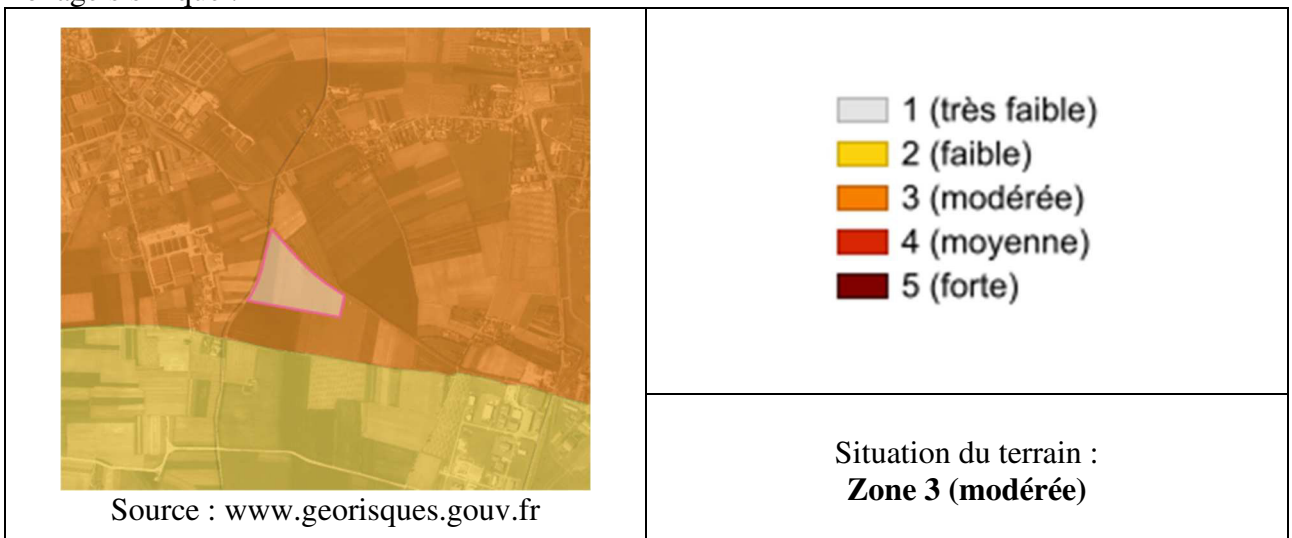 Source : www.georisques.gouv.fr
1 (très faible)
2 (faible)
3 (modérée)
4 (moyenne)
5 (forte)
Situation du terrain :
Zone 3 (modérée)